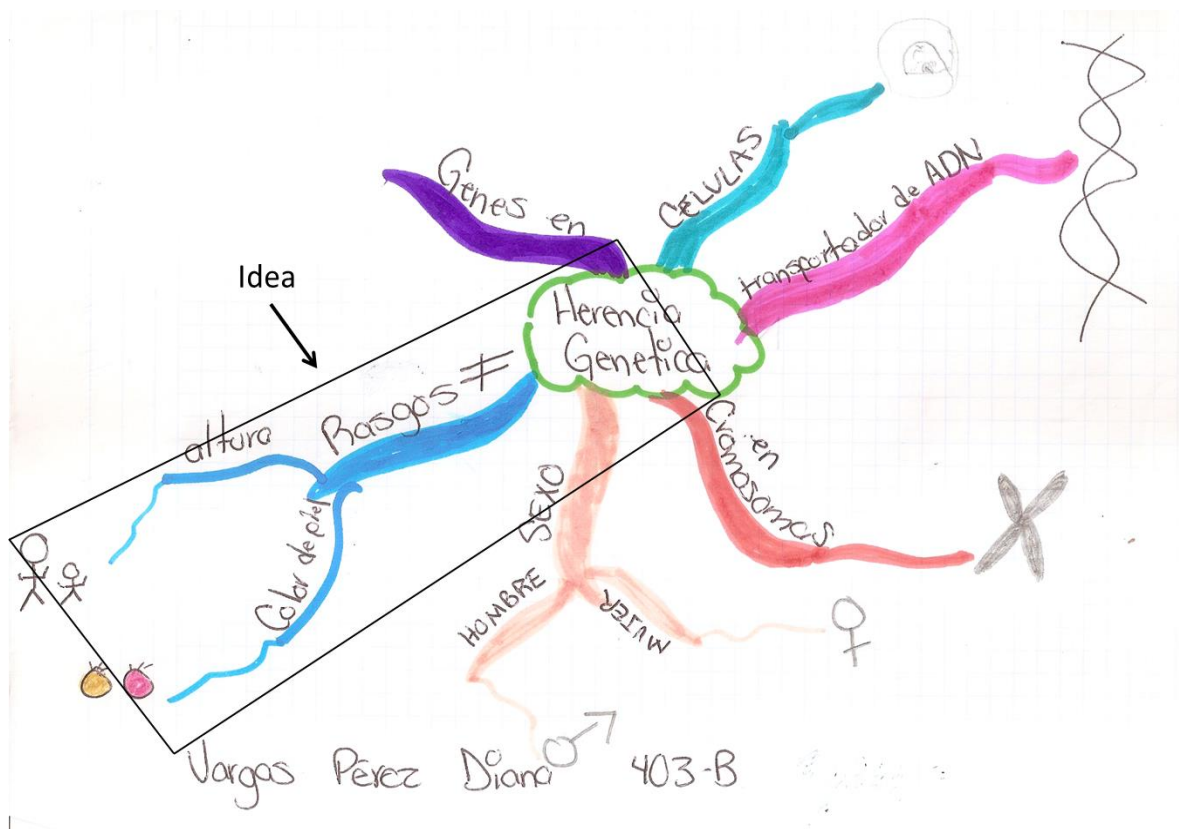 Idea
Genes en
CELULAS
transportador de ADN
Herencia
Genetica
Rasgos ≠
altura
Color de piel
SEXO
HOMBRE
MUJER
en
Cromosomas
Vargas Pérez Diana 403-B